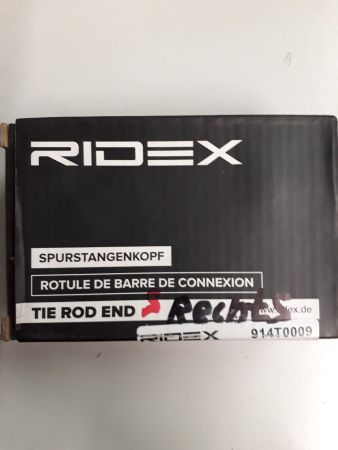 RIDEX
SPURSTANGENKOPF
ROTULE DE BARRE DE CONNEXION
TIE ROD END Rechts
RIDEX 914T0009